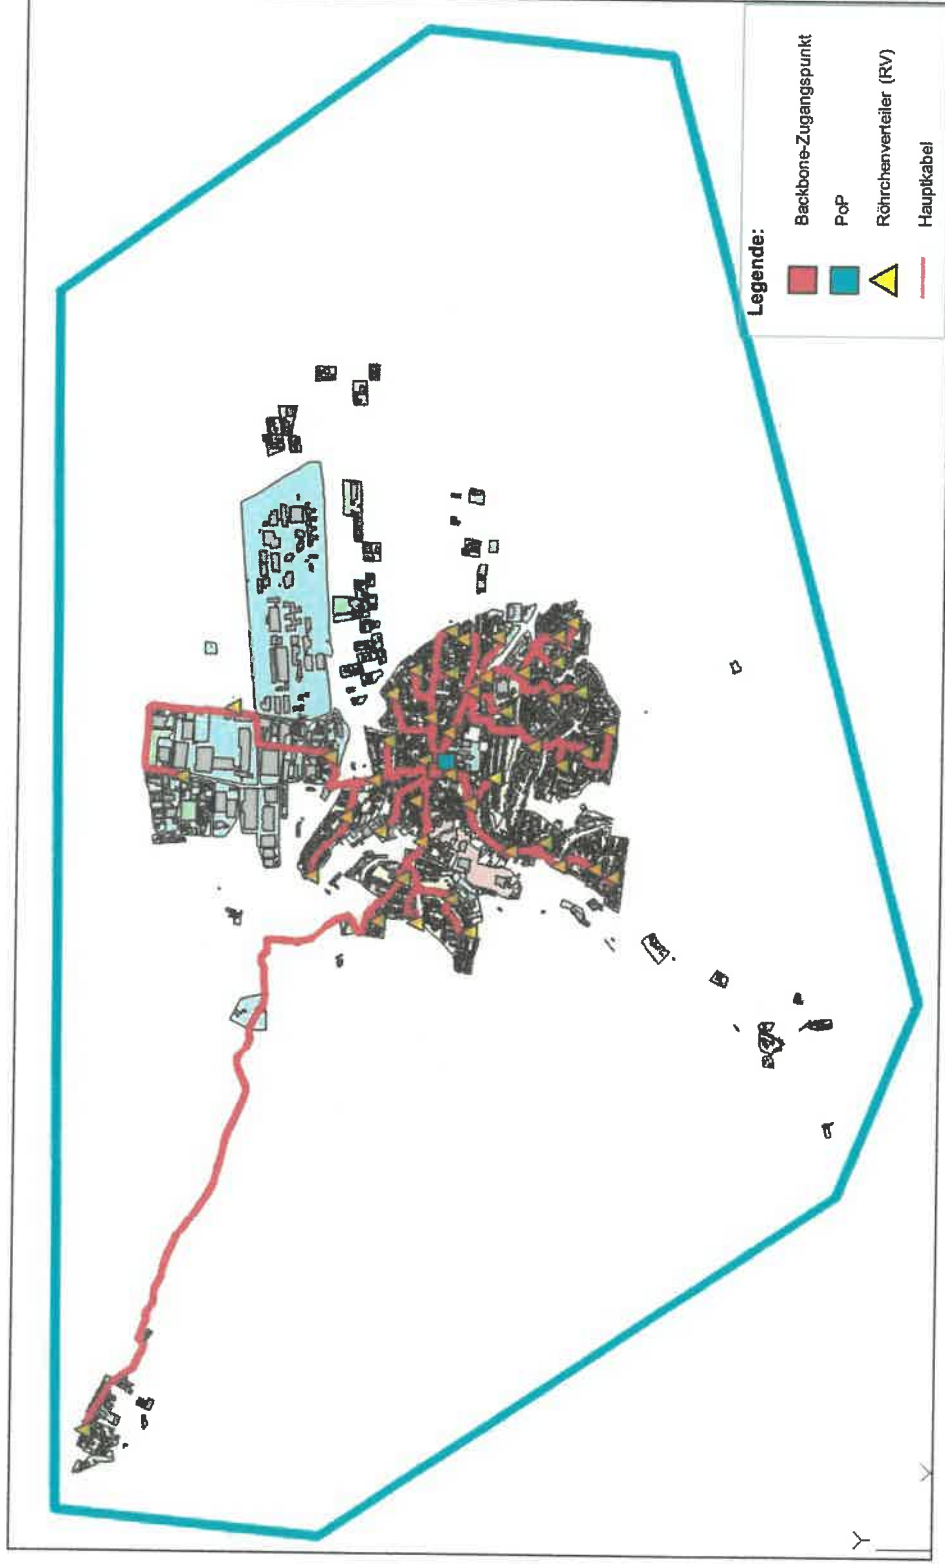 Legende:
Backbone-Zugangspunkt
PoP
Röhrchenverteiler (RV)
Hauptkabel
Y